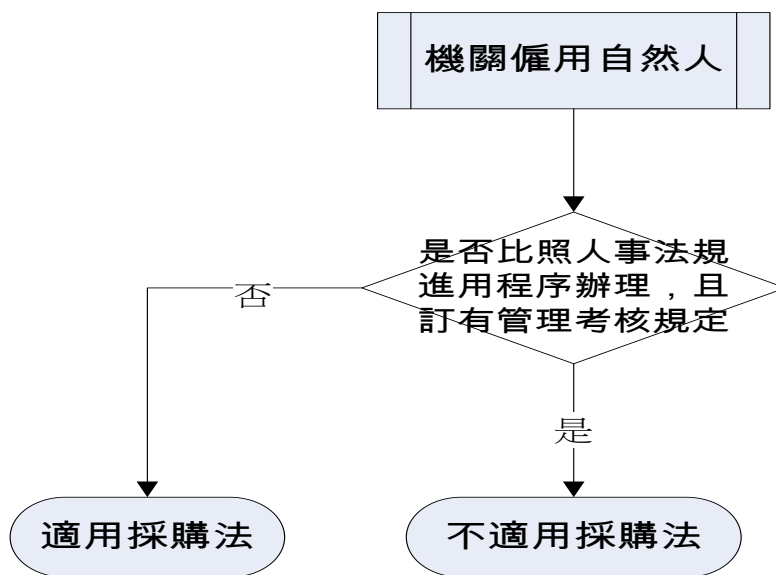 機關僱用自然人
是否比照人事法規
進用程序辦理，且
訂有管理考核規定
否
是
適用採購法
不適用採購法